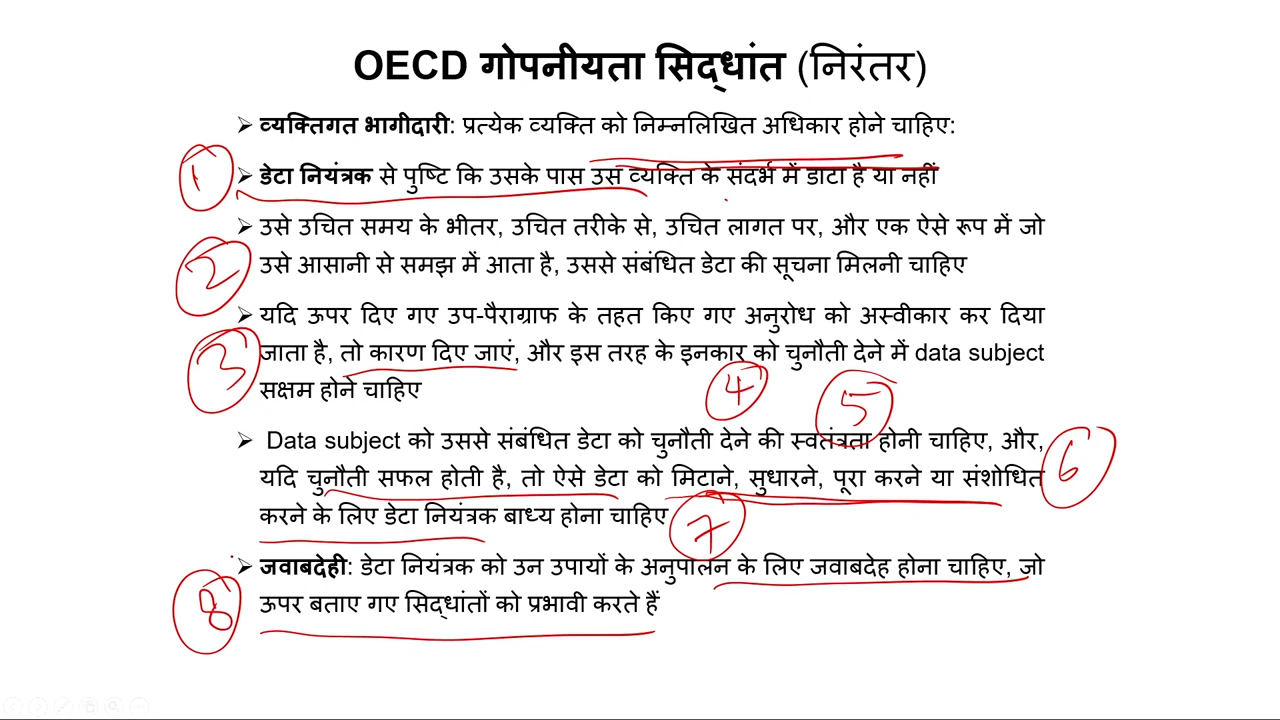 OECD गोपनीयता सिद्धांत (निरंतर)
➢ व्यक्तिगत भागीदारी: प्रत्येक व्यक्ति को निम्नलिखित अधिकार होने चाहिए:
1 ➢ डेटा नियंत्रक से पुष्टि कि उसके पास उस व्यक्ति के संदर्भ में डाटा है या नहीं
➢ उसे उचित समय के भीतर, उचित तरीके से, उचित लागत पर, और एक ऐसे रूप में जो
2 उसे आसानी से समझ में आता है, उससे संबंधित डेटा की सूचना मिलनी चाहिए
➢ यदि ऊपर दिए गए उप-पैराग्राफ के तहत किए गए अनुरोध को अस्वीकार कर दिया
3 जाता है, तो कारण दिए जाएं, और इस तरह के इनकार को चुनौती देने में data subject
सक्षम होने चाहिए 4 5
➢ Data subject को उससे संबंधित डेटा को चुनौती देने की स्वतंत्रता होनी चाहिए, और,
यदि चुनौती सफल होती है, तो ऐसे डेटा को मिटाने, सुधारने, पूरा करने या संशोधित 6
करने के लिए डेटा नियंत्रक बाध्य होना चाहिए 7
➢ जवाबदेही: डेटा नियंत्रक को उन उपायों के अनुपालन के लिए जवाबदेह होना चाहिए, जो
8 ऊपर बताए गए सिद्धांतों को प्रभावी करते हैं